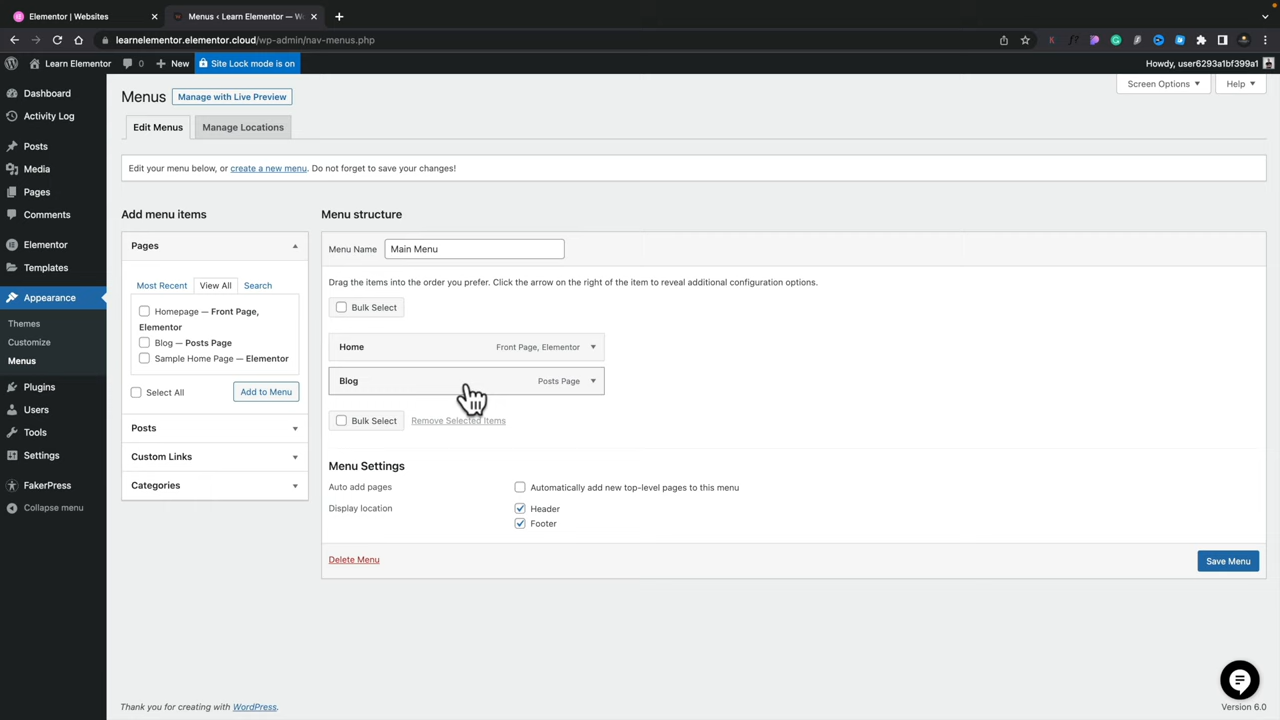 Elementor | Websites
Menus ‹ Learn Elementor — Wo
learnelementor.elementor.cloud/wp-admin/nav-menus.php
Learn Elementor
0
New
Site Lock mode is on
Howdy, user6293a1bf399a1
Dashboard
Activity Log
Posts
Media
Pages
Comments
Elementor
Templates
Appearance
Themes
Customize
Menus
Plugins
Users
Tools
Settings
FakerPress
Collapse menu
Screen Options
Help
Menus
Manage with Live Preview
Edit Menus
Manage Locations
Edit your menu below, or create a new menu. Do not forget to save your changes!
Add menu items
Pages
Most Recent View All Search
Homepage — Front Page,
Elementor
Blog — Posts Page
Sample Home Page — Elementor
Select All
Add to Menu
Posts
Custom Links
Categories
Menu structure
Menu Name Main Menu
Drag the items into the order you prefer. Click the arrow on the right of the item to reveal additional configuration options.
Bulk Select
Home Front Page, Elementor
Blog Posts Page
Bulk Select Remove Selected Items
Menu Settings
Auto add pages Automatically add new top-level pages to this menu
Display location Header
Footer
Delete Menu
Save Menu
Thank you for creating with WordPress.
Version 6.0